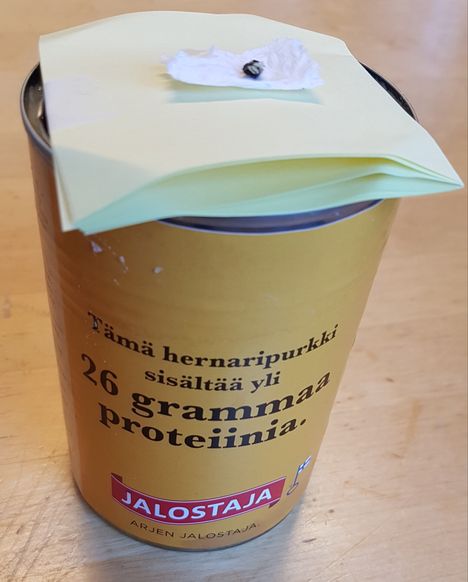 Tämä hernaripurkki
sisältää yli
26 grammaa
proteiinia.
JALOSTAJA
ARJEN JALOSTAJA.